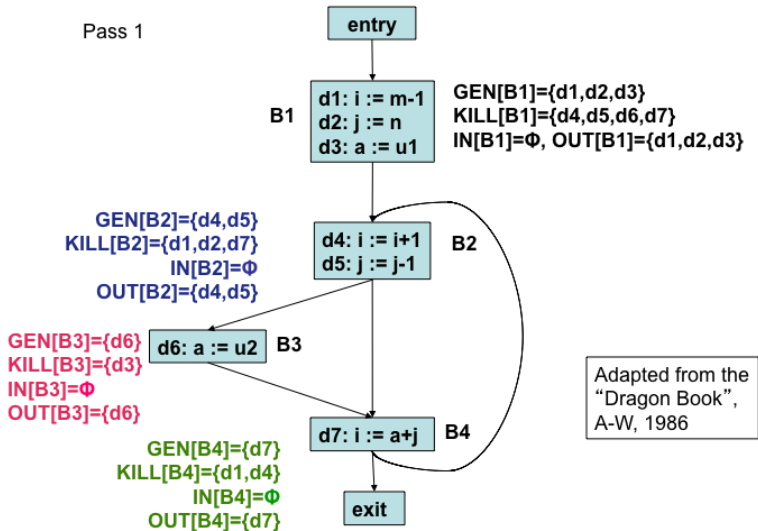 Pass 1
entry
d1: i := m-1
d2: j := n
d3: a := u1
B1
GEN[B1]={d1,d2,d3}
KILL[B1]={d4,d5,d6,d7}
IN[B1]=Φ, OUT[B1]={d1,d2,d3}
GEN[B2]={d4,d5}
KILL[B2]={d1,d2,d7}
IN[B2]=Φ
OUT[B2]={d4,d5}
d4: i := i+1
d5: j := j-1
B2
GEN[B3]={d6}
KILL[B3]={d3}
IN[B3]=Φ
OUT[B3]={d6}
d6: a := u2
B3
Adapted from the
“Dragon Book”,
A-W, 1986
d7: i := a+j
B4
GEN[B4]={d7}
KILL[B4]={d1,d4}
IN[B4]=Φ
OUT[B4]={d7}
exit